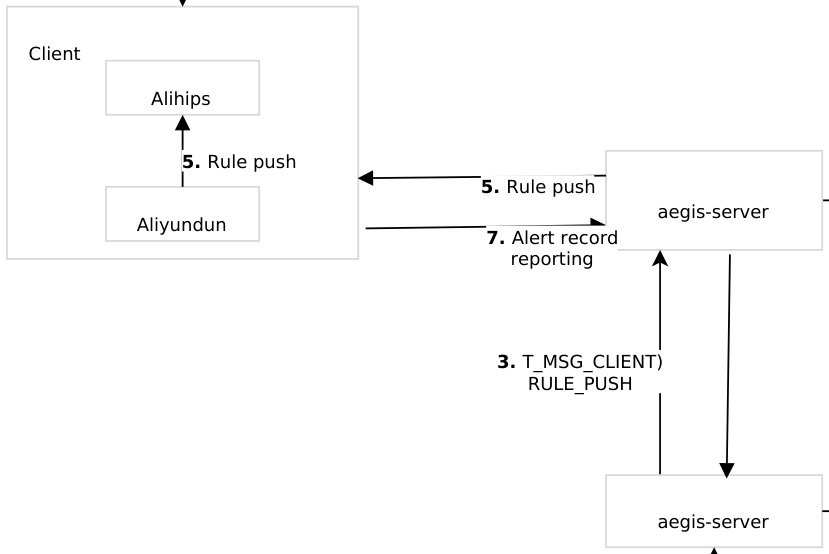 Client
Alihips
5. Rule push
Aliyundun
5. Rule push
aegis-server
7. Alert record
reporting
3. T_MSG_CLIENT)
RULE_PUSH
aegis-server